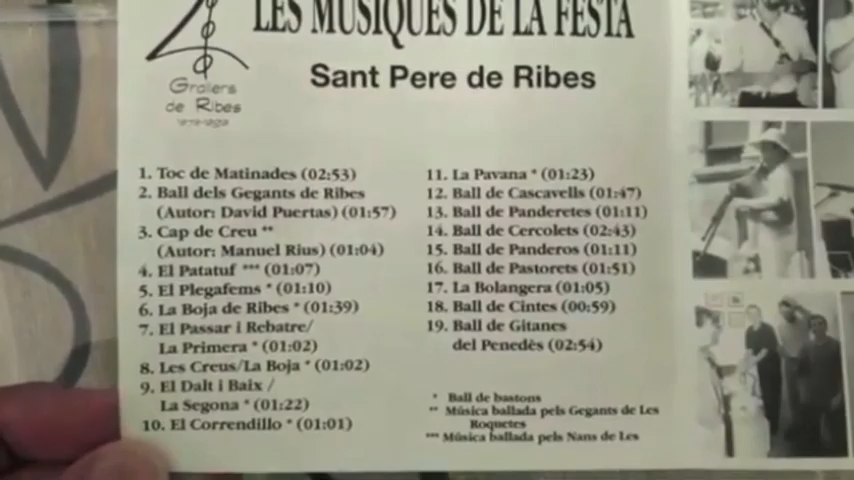 LES MÚSIQUES DE LA FESTA
Sant Pere de Ribes
Grallers
de Ribes
1. Toc de Matinades (02:53)
2. Ball dels Gegants de Ribes
(Autor: David Puertas) (01:57)
3. Cap de Creu **
(Autor: Manuel Rius) (01:04)
4. El Patatuf *** (01:07)
5. El Plegafems * (01:10)
6. La Boja de Ribes * (01:39)
7. El Passar i Rebatre/
La Primera * (01:02)
8. Les Creus/La Boja * (01:02)
9. El Dalt i Baix /
La Segona * (01:22)
10. El Correndillo * (01:01)
11. La Pavana * (01:23)
12. Ball de Cascavells (01:47)
13. Ball de Panderetes (01:11)
14. Ball de Cercolets (02:43)
15. Ball de Panderos (01:11)
16. Ball de Pastorets (01:51)
17. La Bolangera (01:05)
18. Ball de Cintes (00:59)
19. Ball de Gitanes
del Penedès (02:54)
* Ball de bastons
** Música ballada pels Gegants de Les
Roquetes
*** Música ballada pels Nans de Les